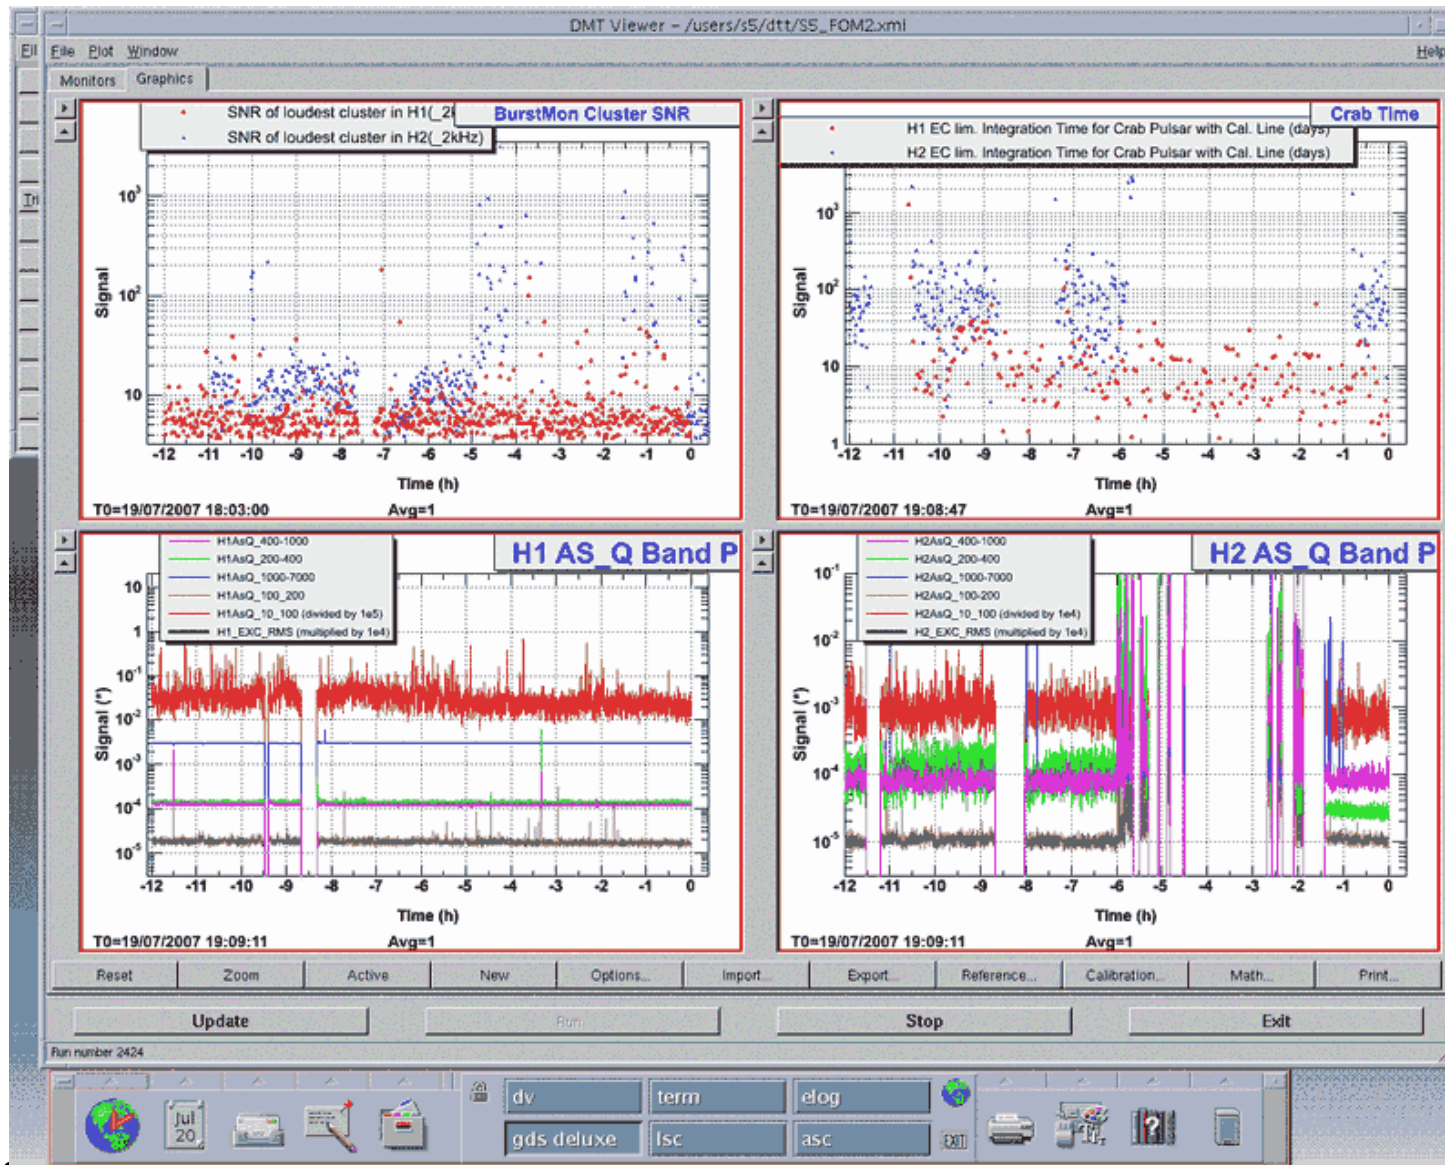 DMT Viewer - /users/s5/dtt/S5_FOM2.xml
Fil
File Plot Window Help
Monitors Graphics
Tri
SNR of loudest cluster in H1(_2k
SNR of loudest cluster in H2(_2kHz)
BurstMon Cluster SNR
Signal
10³
10²
10
-12 -11 -10 -9 -8 -7 -6 -5 -4 -3 -2 -1 0
Time (h)
T0=19/07/2007 18:03:00 Avg=1
Crab Time
H1 EC lim. Integration Time for Crab Pulsar with Cal. Line (days)
H2 EC lim. Integration Time for Crab Pulsar with Cal. Line (days)
Signal
10³
10²
10
1
-12 -11 -10 -9 -8 -7 -6 -5 -4 -3 -2 -1 0
Time (h)
T0=19/07/2007 19:08:47 Avg=1
H1AsQ_400-1000
H1AsQ_200-400
H1AsQ_1000-7000
H1AsQ_100_200
H1AsQ_10_100 (divided by 1e5)
H1_EXC_RMS (multiplied by 1e4)
H1 AS_Q Band P
Signal (*)
10
1
10⁻¹
10⁻²
10⁻³
10⁻⁴
10⁻⁵
-12 -11 -10 -9 -8 -7 -6 -5 -4 -3 -2 -1 0
Time (h)
T0=19/07/2007 19:09:11 Avg=1
H2AsQ_400-1000
H2AsQ_200-400
H2AsQ_1000-7000
H2AsQ_100-200
H2AsQ_10_100 (divided by 1e4)
H2_EXC_RMS (multiplied by 1e4)
H2 AS_Q Band P
Signal (*)
10⁻¹
10⁻²
10⁻³
10⁻⁴
10⁻⁵
-12 -11 -10 -9 -8 -7 -6 -5 -4 -3 -2 -1 0
Time (h)
T0=19/07/2007 19:09:11 Avg=1
Reset Zoom Active New Options... Import... Export... Reference... Calibration... Math... Print...
Update Run Stop Exit
Run number 2424
Jul
20
dv term elog
gds deluxe lsc asc
EXIT
?